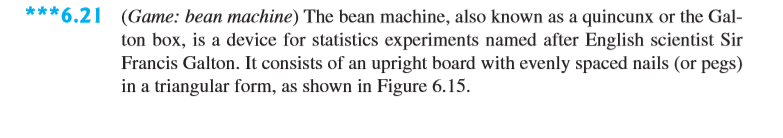 ***6.21 (Game: bean machine) The bean machine, also known as a quincunx or the Gal-
ton box, is a device for statistics experiments named after English scientist Sir
Francis Galton. It consists of an upright board with evenly spaced nails (or pegs)
in a triangular form, as shown in Figure 6.15.